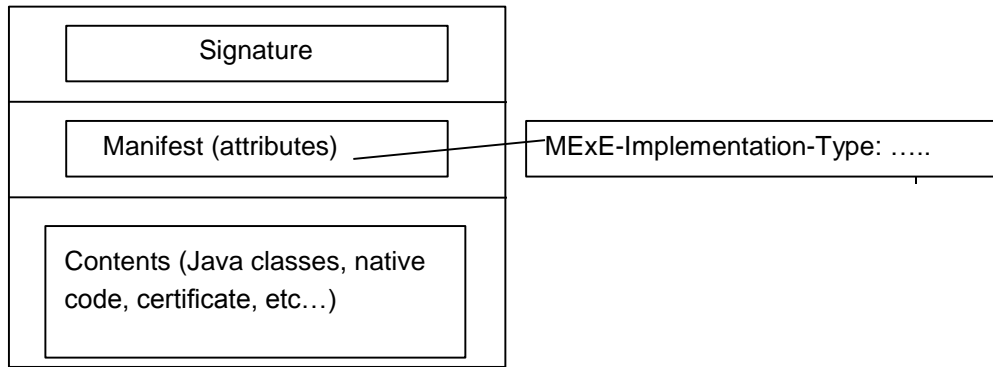 Signature
Manifest (attributes)
MExE-Implementation-Type: …..
Contents (Java classes, native
code, certificate, etc…)